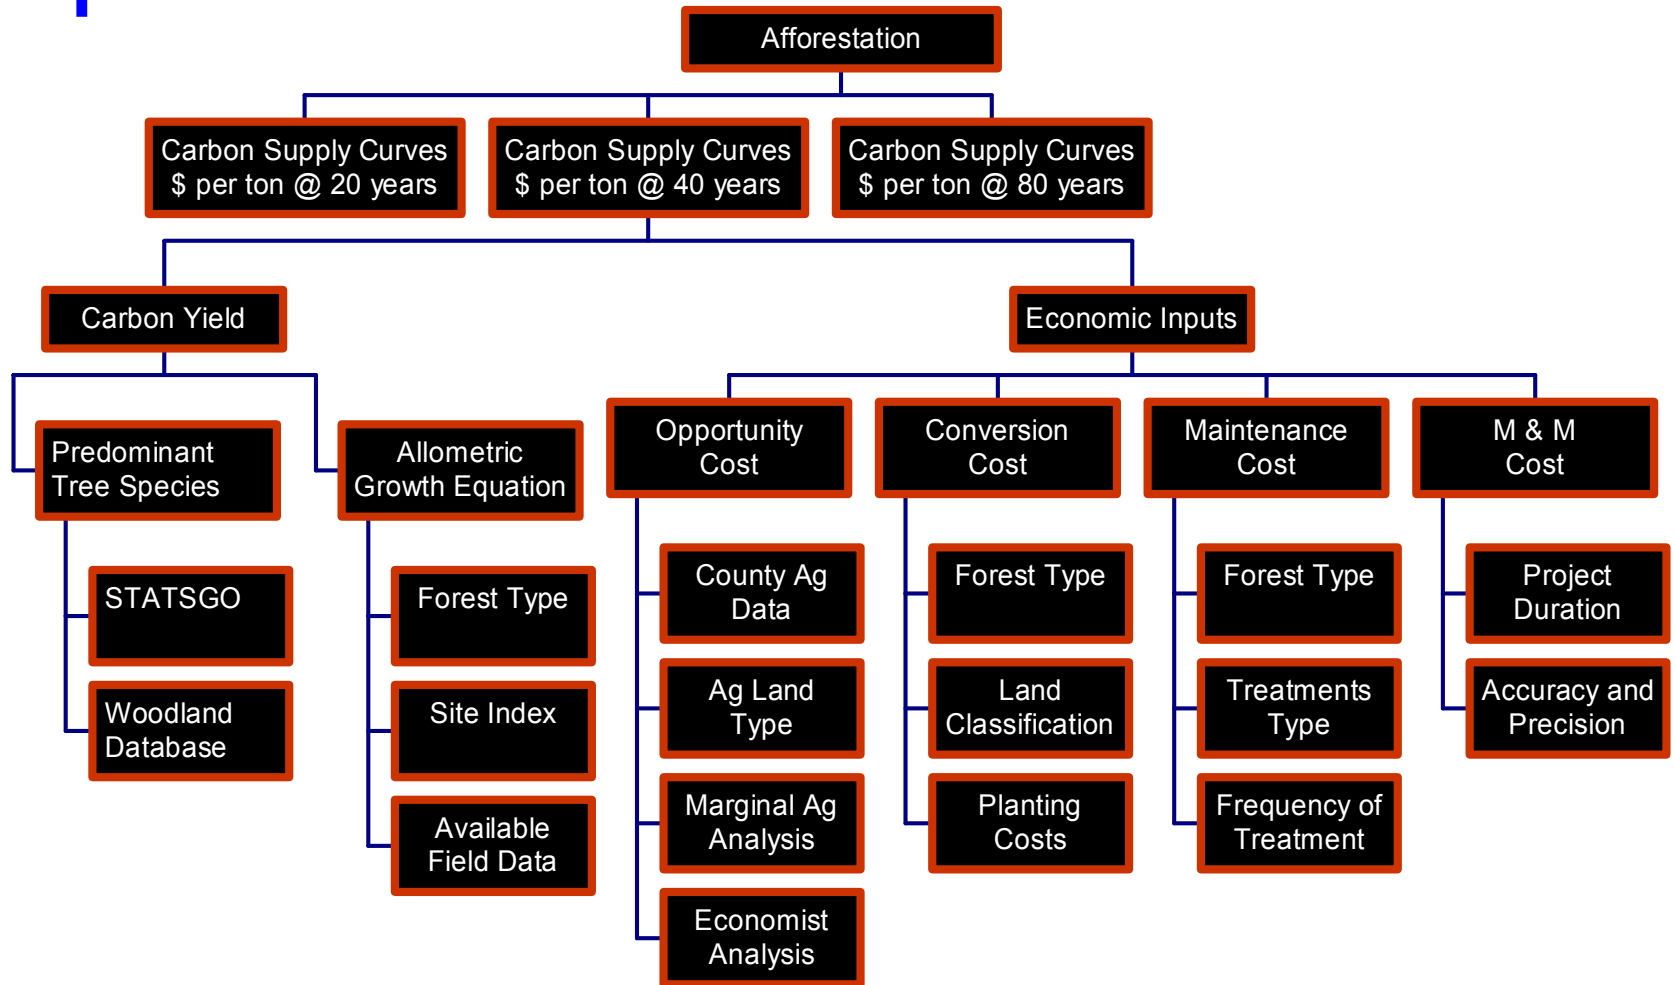 Afforestation
Carbon Supply Curves
$ per ton @ 20 years
Carbon Supply Curves
$ per ton @ 40 years
Carbon Supply Curves
$ per ton @ 80 years
Carbon Yield
Economic Inputs
Predominant
Tree Species
Allometric
Growth Equation
Opportunity
Cost
Conversion
Cost
Maintenance
Cost
M & M
Cost
STATSGO
Woodland
Database
Forest Type
Site Index
Available
Field Data
County Ag
Data
Ag Land
Type
Marginal Ag
Analysis
Economist
Analysis
Forest Type
Land
Classification
Planting
Costs
Forest Type
Treatments
Type
Frequency of
Treatment
Project
Duration
Accuracy and
Precision